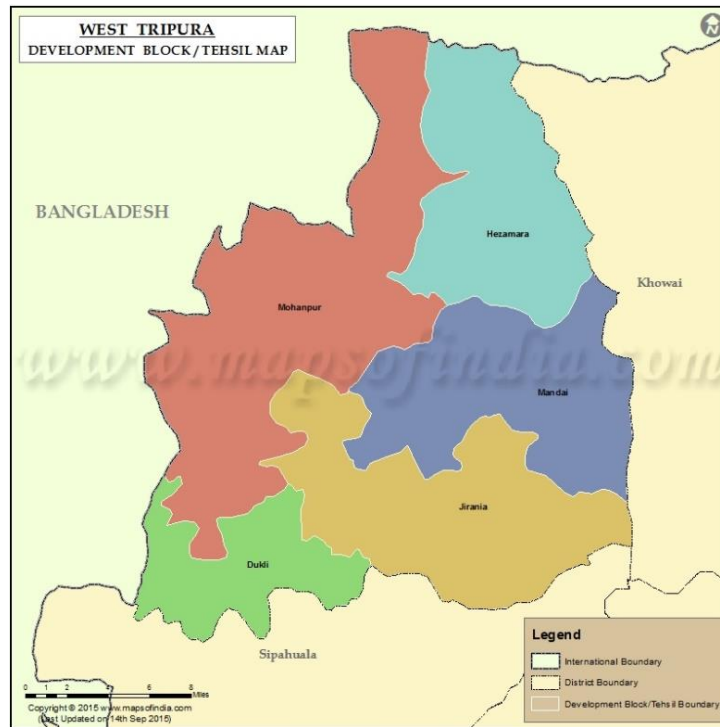 WEST TRIPURA
DEVELOPMENT BLOCK / TEHSIL MAP
N
BANGLADESH
Hezamara
Khowai
Mohanpur
www.mapsofindia.com
Mandai
Jirania
Dukli
Sipahuala
Legend
International Boundary
District Boundary
Development Block/Tehsil Boundary
0 1 2 4 6 8
Miles
Copyright © 2015 www.mapsofindia.com
(Last Updated on 14th Sep 2015)